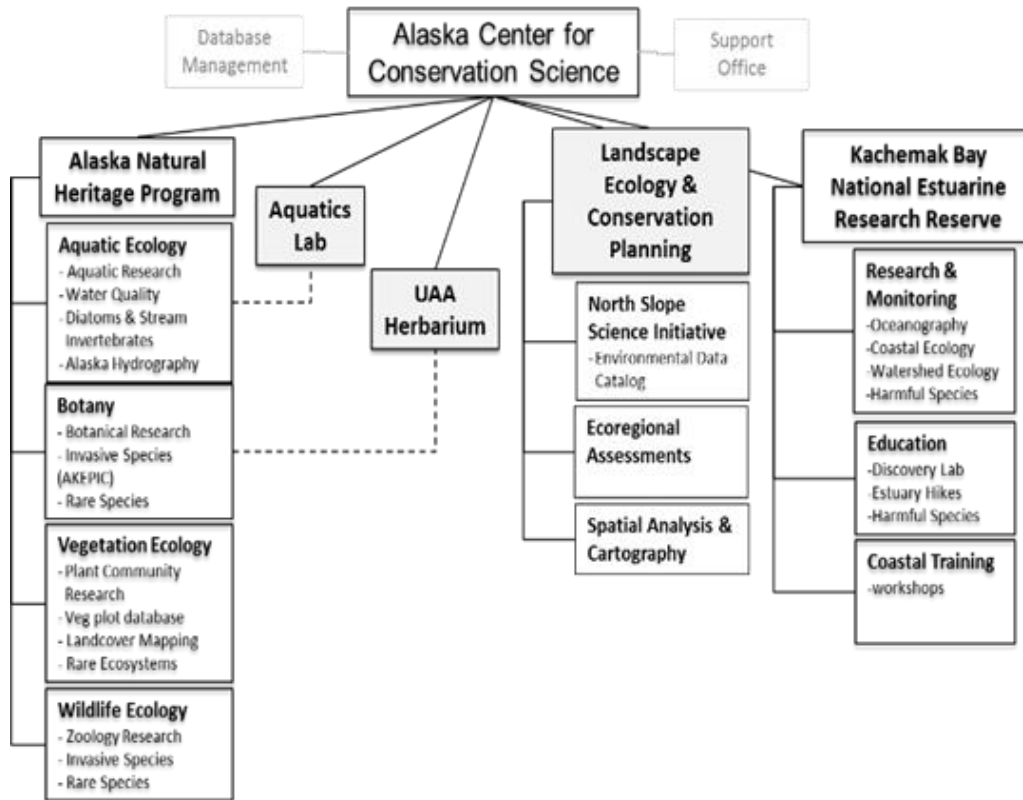 Database
Management
Alaska Center for
Conservation Science
Support
Office
Alaska Natural
Heritage Program
Aquatic Ecology
- Aquatic Research
- Water Quality
- Diatoms & Stream
Invertebrates
- Alaska Hydrography
Botany
- Botanical Research
- Invasive Species
(AKEPIC)
- Rare Species
Vegetation Ecology
- Plant Community
Research
- Veg plot database
- Landcover Mapping
- Rare Ecosystems
Wildlife Ecology
- Zoology Research
- Invasive Species
- Rare Species
Aquatics
Lab
UAA
Herbarium
Landscape
Ecology &
Conservation
Planning
North Slope
Science Initiative
- Environmental Data
Catalog
Ecoregional
Assessments
Spatial Analysis &
Cartography
Kachemak Bay
National Estuarine
Research Reserve
Research &
Monitoring
-Oceanography
-Coastal Ecology
-Watershed Ecology
-Harmful Species
Education
-Discovery Lab
-Estuary Hikes
-Harmful Species
Coastal Training
-workshops